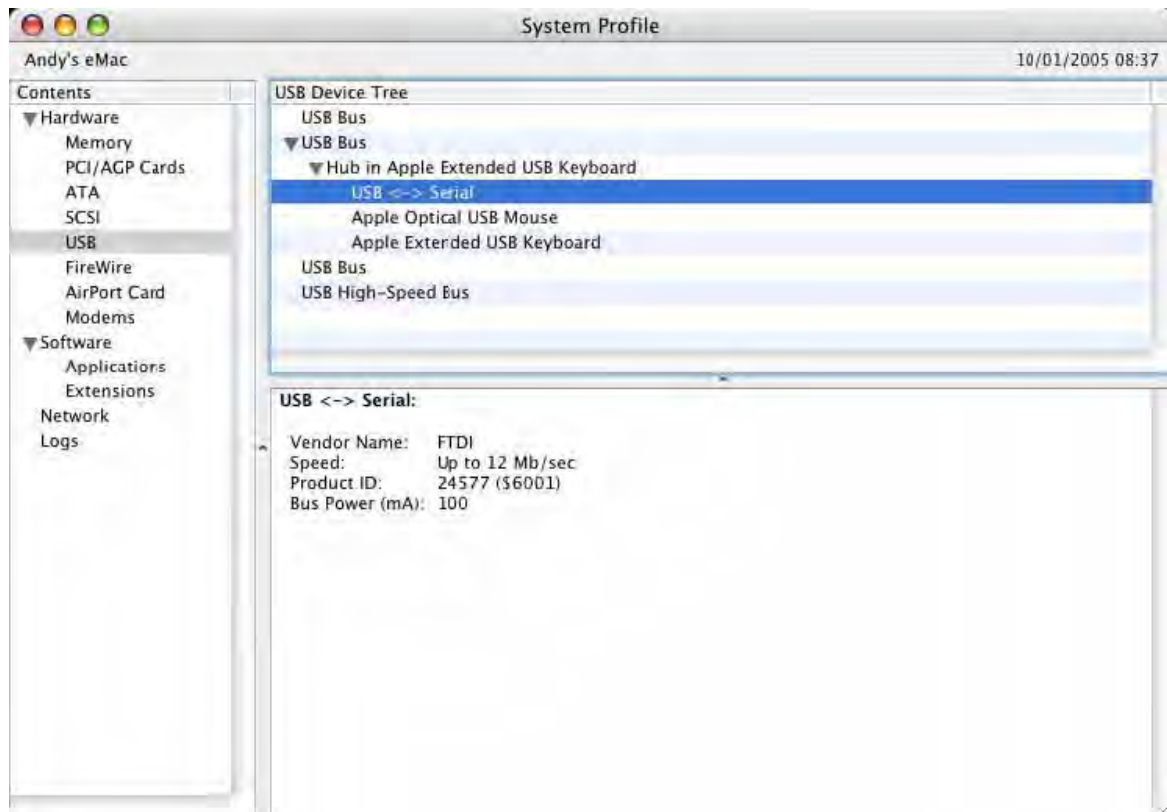 System Profile
Andy's eMac
10/01/2005 08:37
Contents
Hardware
Memory
PCI/AGP Cards
ATA
SCSI
USB
FireWire
AirPort Card
Modems
Software
Applications
Extensions
Network
Logs
USB Device Tree
USB Bus
USB Bus
Hub in Apple Extended USB Keyboard
USB <-> Serial
Apple Optical USB Mouse
Apple Extended USB Keyboard
USB Bus
USB High-Speed Bus
USB <-> Serial:
Vendor Name: FTDI
Speed: Up to 12 Mb/sec
Product ID: 24577 ($6001)
Bus Power (mA): 100